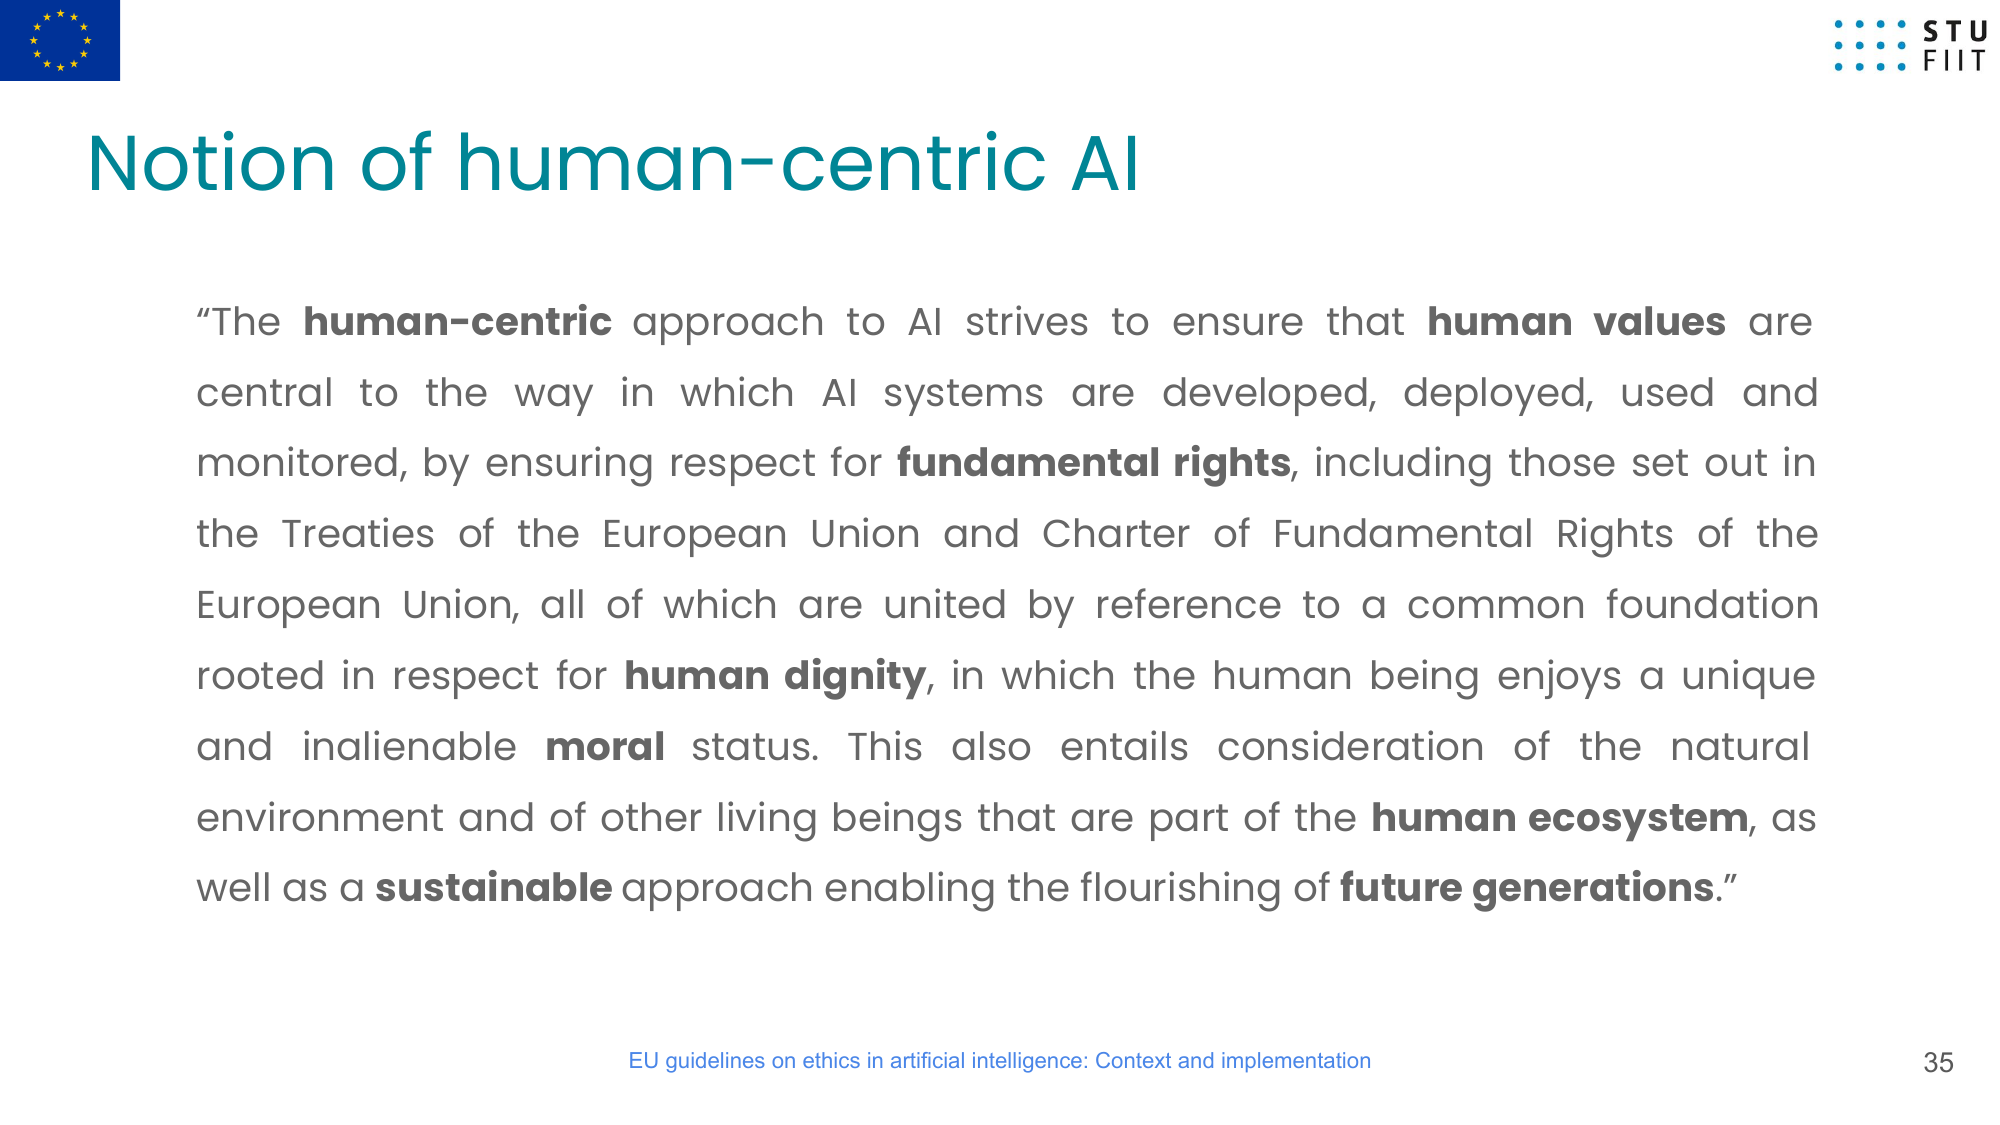 STU
FIIT
Notion of human-centric AI
“The human-centric approach to AI strives to ensure that human values are
central to the way in which AI systems are developed, deployed, used and
monitored, by ensuring respect for fundamental rights, including those set out in
the Treaties of the European Union and Charter of Fundamental Rights of the
European Union, all of which are united by reference to a common foundation
rooted in respect for human dignity, in which the human being enjoys a unique
and inalienable moral status. This also entails consideration of the natural
environment and of other living beings that are part of the human ecosystem, as
well as a sustainable approach enabling the flourishing of future generations.”
EU guidelines on ethics in artificial intelligence: Context and implementation
35